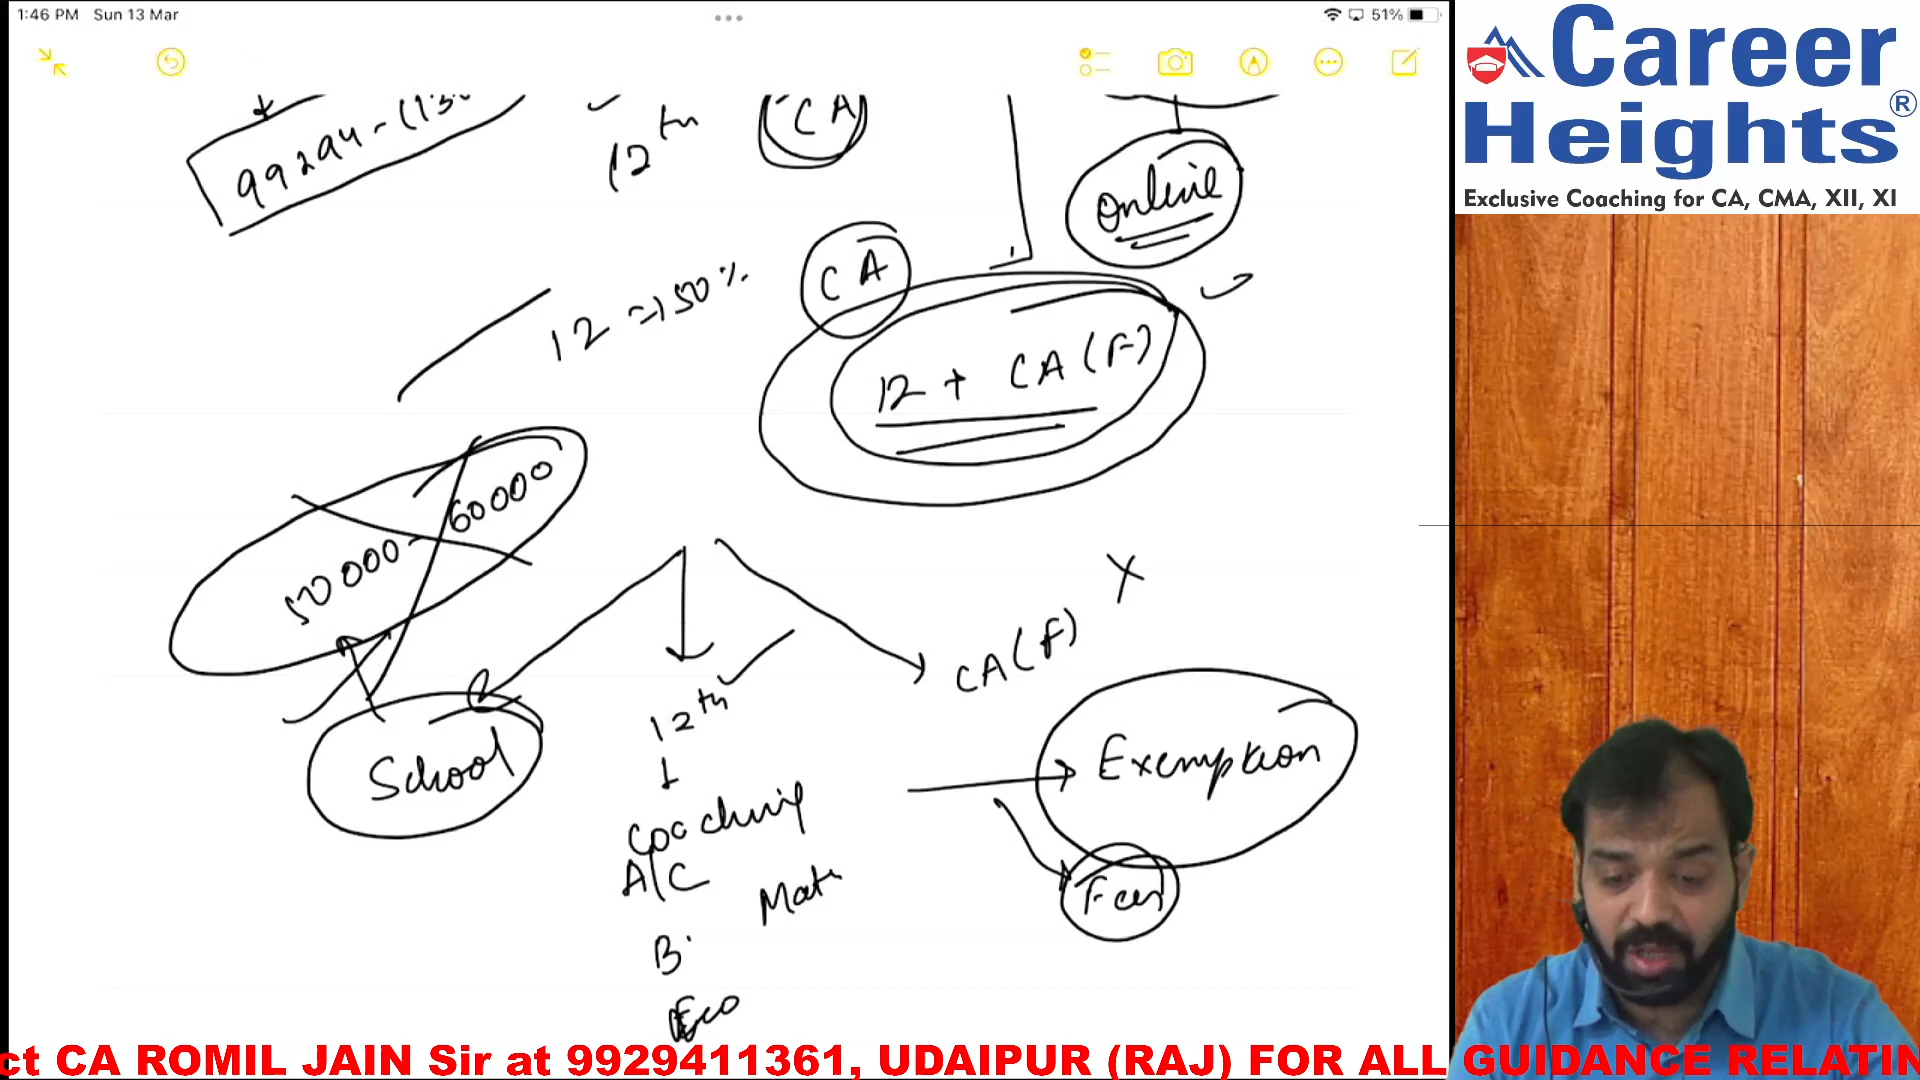 1:46 PM Sun 13 Mar
51%
Career
Heights®
Exclusive Coaching for CA, CMA, XII, XI
99294-
12th
CA
Online
CA
12 => 50%
12 + CA (F)
50000 - 60000
X
CA (F)
12th
School
Exemption
Coaching
A/C
Fees
B
Eco
ct CA ROMIL JAIN Sir at 9929411361, UDAIPUR (RAJ) FOR ALL GUIDANCE RELATIN